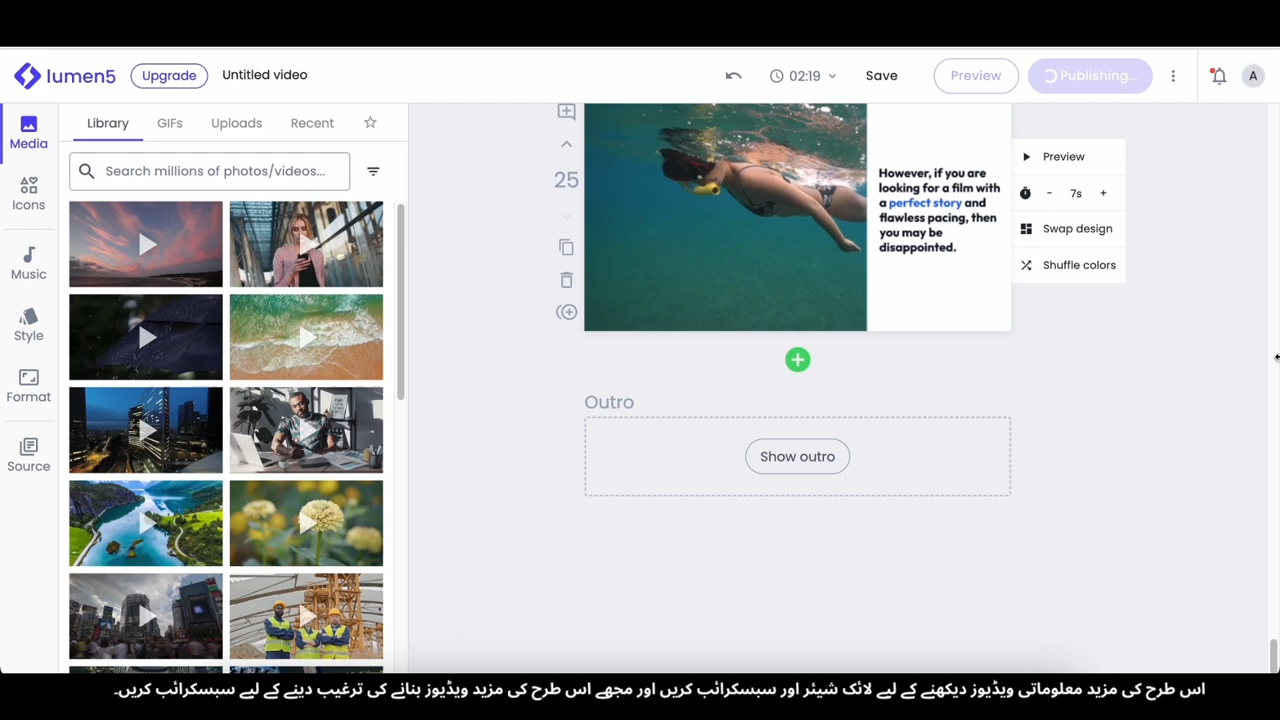 lumen5
Upgrade
Untitled video
02:19
Save
Preview
Publishing...
A
Media
Icons
Music
Style
Format
Source
Library
GIFs
Uploads
Recent
Search millions of photos/videos...
25
However, if you are
looking for a film with
a perfect story and
flawless pacing, then
you may be
disappointed.
Preview
- 7s +
Swap design
Shuffle colors
Outro
Show outro
اس طرح کی مزید معلوماتی ویڈیوز دیکھنے کے لیے لائک شیئر اور سبسکرائب کریں اور مجھے اس طرح کی مزید ویڈیوز بنانے کی ترغیب دینے کے لیے سبسکرائب کریں۔